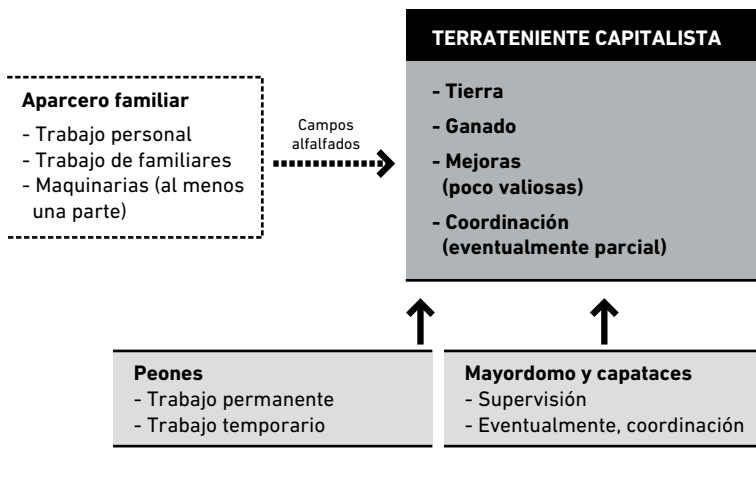 TERRATENIENTE CAPITALISTA
- Tierra
- Ganado
- Mejoras
(poco valiosas)
- Coordinación
(eventualmente parcial)
Aparcero familiar
- Trabajo personal
- Trabajo de familiares
- Maquinarias (al menos
una parte)
Campos
alfalfados
Peones
- Trabajo permanente
- Trabajo temporario
Mayordomo y capataces
- Supervisión
- Eventualmente, coordinación